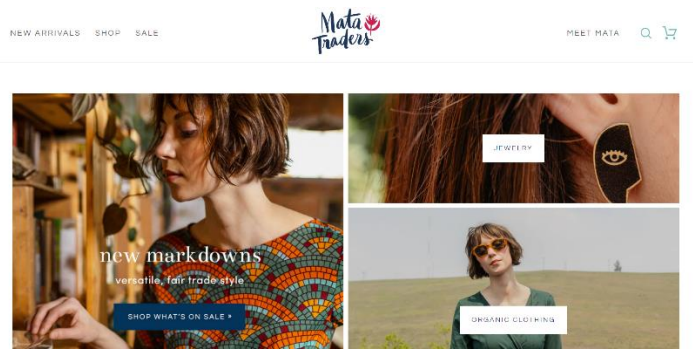 NEW ARRIVALS SHOP SALE
Mata
Traders
MEET MATA
new markdowns
versatile, fair trade style
SHOP WHAT'S ON SALE »
JEWELRY
ORGANIC CLOTHING